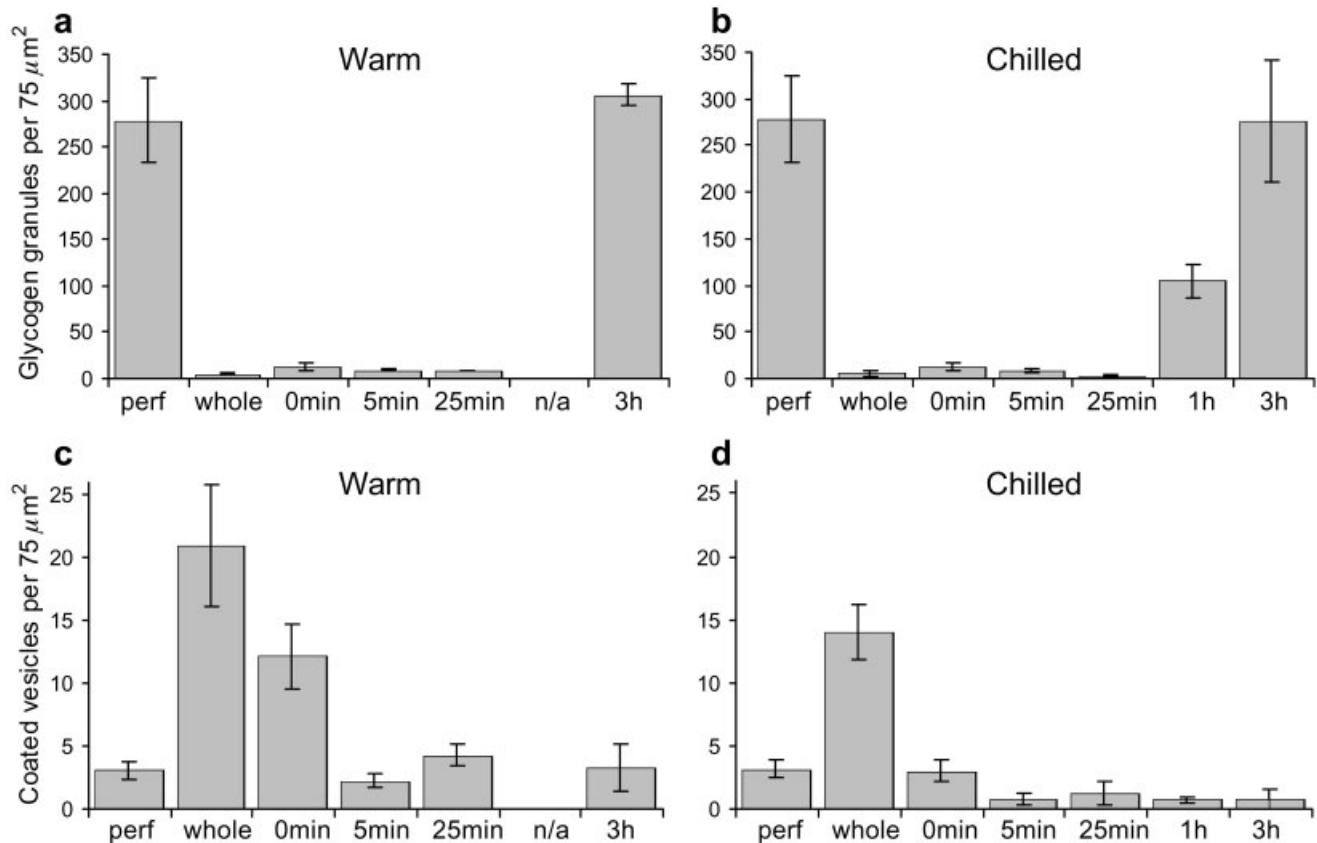 a
Warm
Glycogen granules per 75 μm²
350
300
250
200
150
100
50
0
perf whole 0min 5min 25min n/a 3h
b
Chilled
350
300
250
200
150
100
50
0
perf whole 0min 5min 25min 1h 3h
c
Warm
Coated vesicles per 75 μm²
25
20
15
10
5
0
perf whole 0min 5min 25min n/a 3h
d
Chilled
25
20
15
10
5
0
perf whole 0min 5min 25min 1h 3h